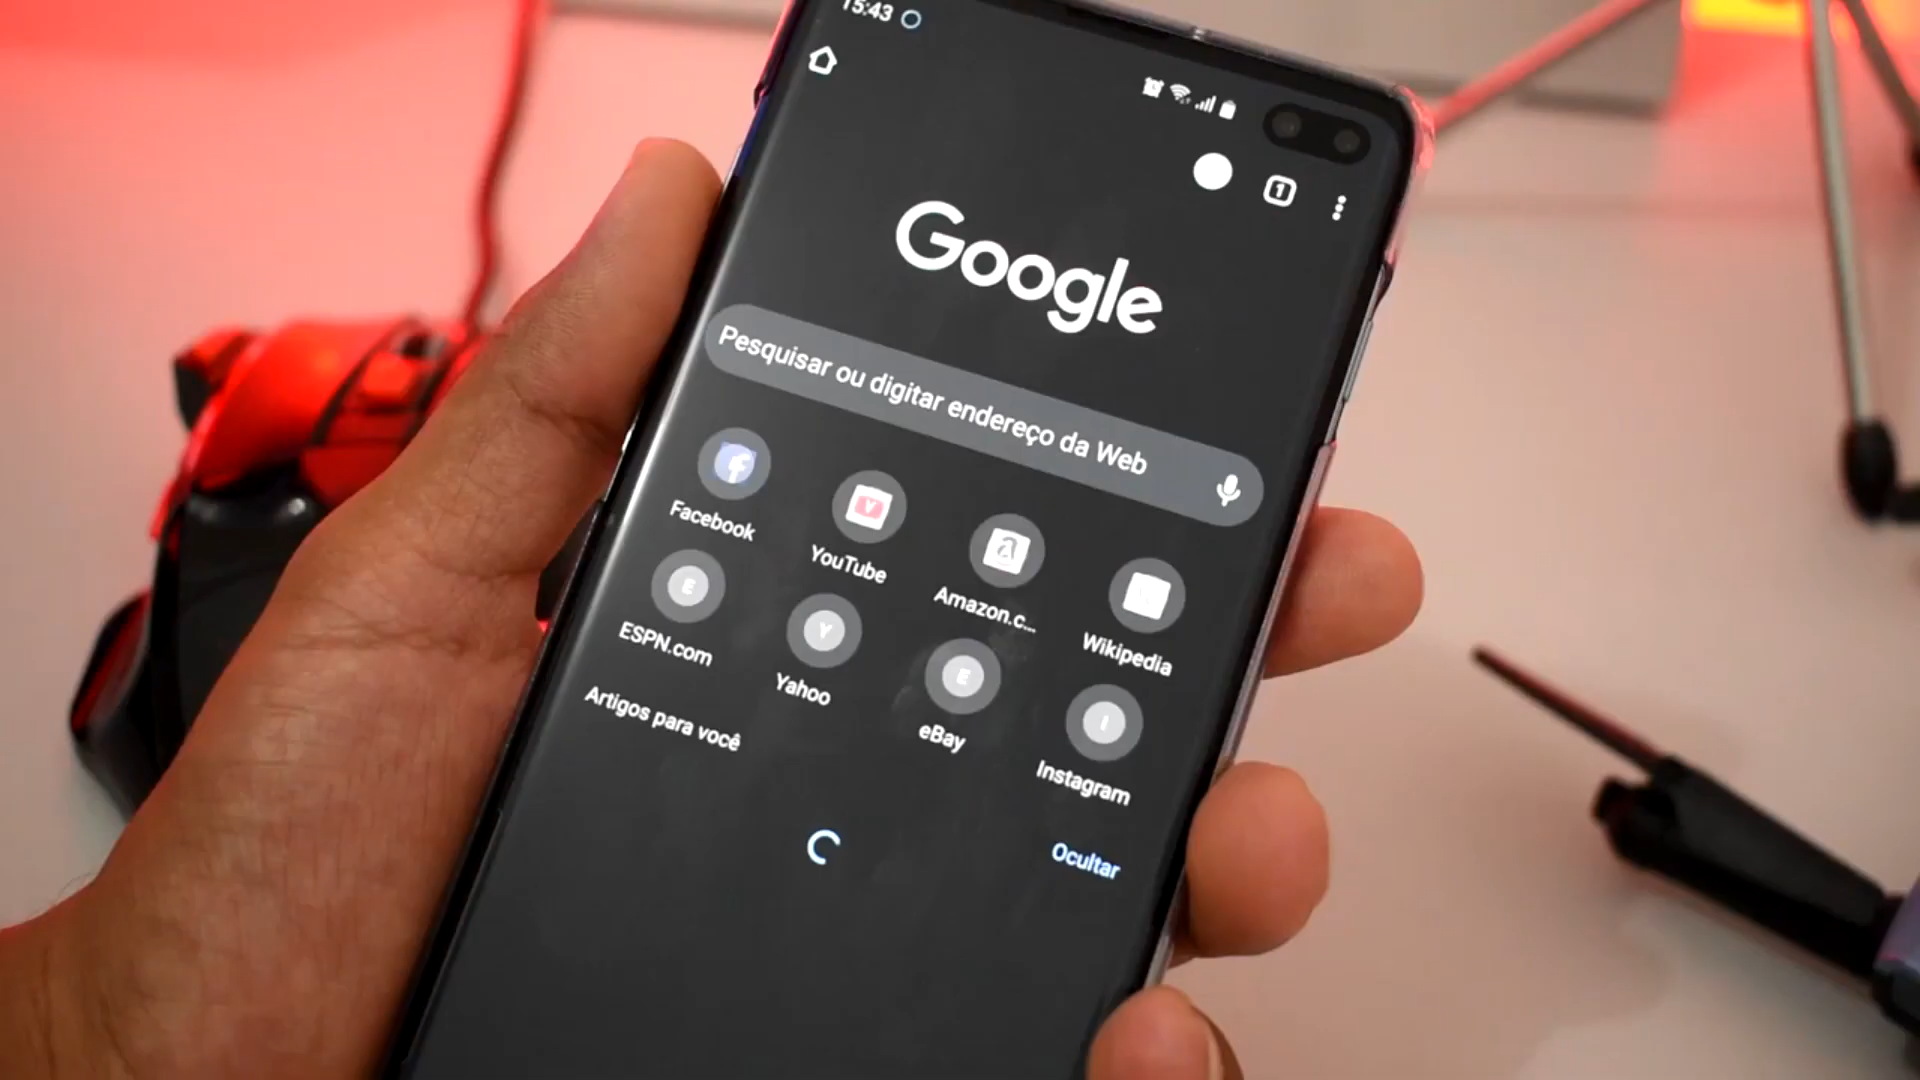 15:43
1
Google
Pesquisar ou digitar endereço da Web
Facebook
YouTube
Amazon.c...
Wikipedia
E
ESPN.com
Y
Yahoo
E
eBay
I
Instagram
Artigos para você
Ocultar